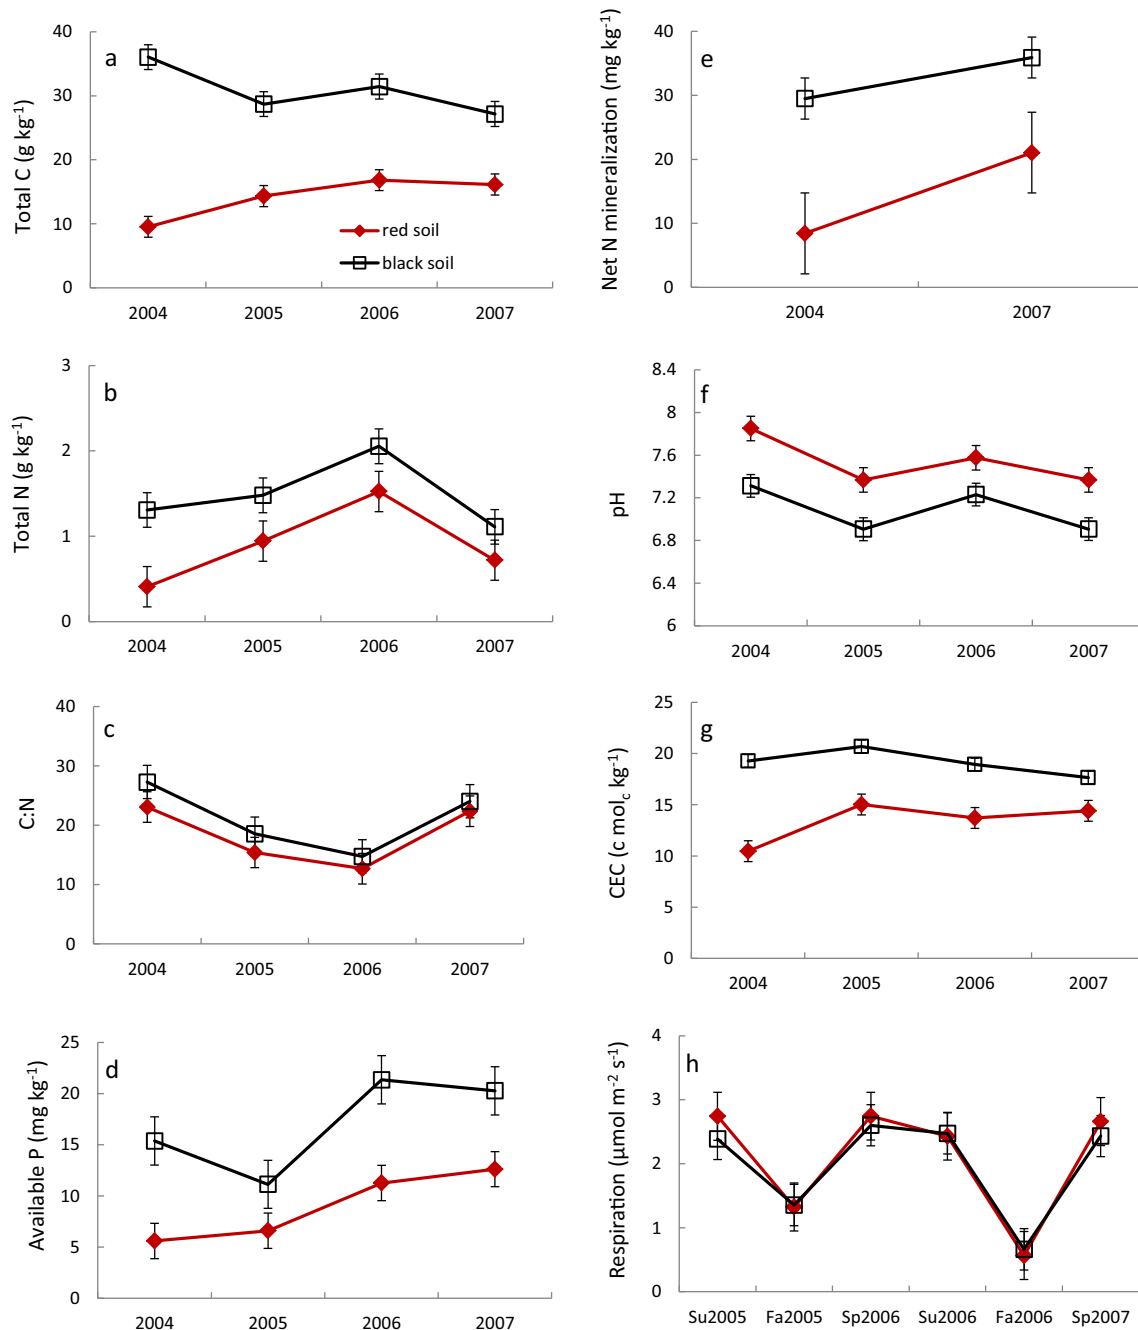 a
Total C (g kg⁻¹)
40
30
20
10
0
red soil
black soil
2004 2005 2006 2007
b
Total N (g kg⁻¹)
3
2
1
0
2004 2005 2006 2007
c
C:N
40
30
20
10
0
2004 2005 2006 2007
d
Available P (mg kg⁻¹)
25
20
15
10
5
0
2004 2005 2006 2007
e
Net N mineralization (mg kg⁻¹)
40
30
20
10
0
2004 2007
f
pH
8.4
8
7.6
7.2
6.8
6.4
6
2004 2005 2006 2007
g
CEC (c mol꜀ kg⁻¹)
25
20
15
10
5
0
2004 2005 2006 2007
h
Respiration (µmol m⁻² s⁻¹)
4
3
2
1
0
Su2005 Fa2005 Sp2006 Su2006 Fa2006 Sp2007